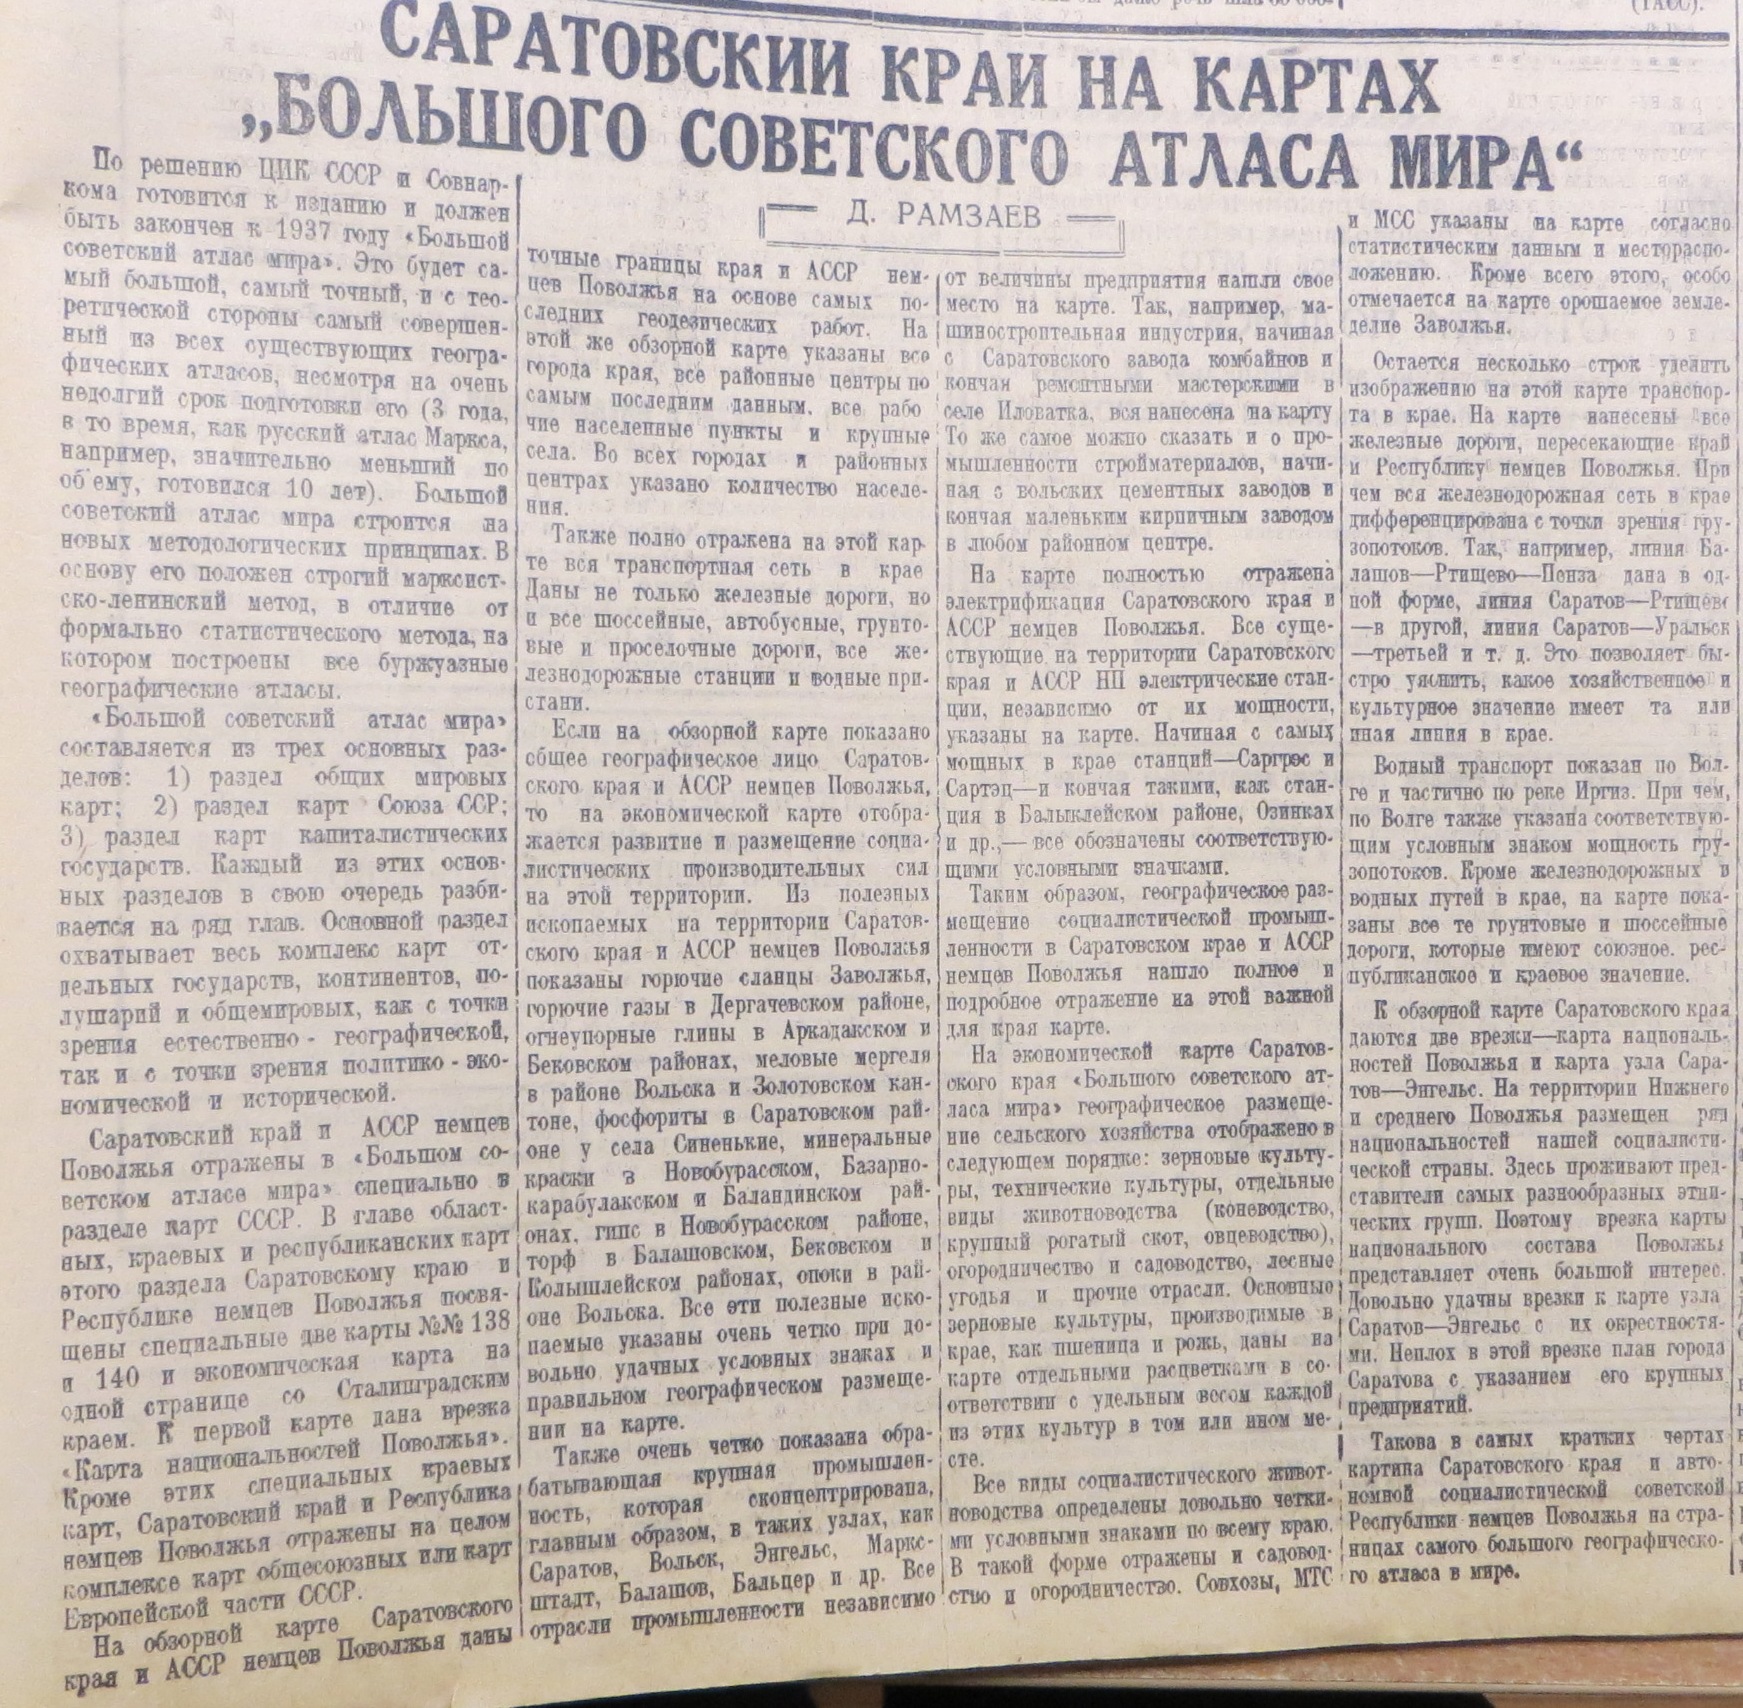 (ТАСС).
САРАТОВСКИЙ КРАЙ НА КАРТАХ
„БОЛЬШОГО СОВЕТСКОГО АТЛАСА МИРА“
Д. РАМЗАЕВ
По решению ЦИК СССР и Совнар-
кома готовится к изданию и должен
быть закончен к 1937 году «Большой
советский атлас мира». Это будет са-
мый большой, самый точный, и с тео-
ретической стороны самый совершен-
ный из всех существующих геогра-
фических атласов, несмотря на очень
недолгий срок подготовки его (3 года,
в то время, как русский атлас Маркса,
например, значительно меньший по
об'ему, готовился 10 лет). Большой
советский атлас мира строится на
новых методологических принципах. В
основу его положен строгий марксист-
ско-ленинский метод, в отличие от
формально статистического метода, на
котором построены все буржуазные
географические атласы.
«Большой советский атлас мира»
составляется из трех основных раз-
делов: 1) раздел общих мировых
карт; 2) раздел карт Союза ССР;
3) раздел карт капиталистических
государств. Каждый из этих основ-
ных разделов в свою очередь разби-
вается на ряд глав. Основной раздел
охватывает весь комплекс карт от-
дельных государств, континентов, по-
лушарий и общемировых, как с точки
зрения естественно - географической,
так и с точки зрения политико - эко-
номической и исторической.
Саратовский край и АССР немцев
Поволжья отражены в «Большом со-
ветском атласе мира» специально в
разделе карт СССР. В главе област-
ных, краевых и республиканских карт
этого раздела Саратовскому краю и
Республике немцев Поволжья посвя-
щены специальные две карты №№ 138
и 140 и экономическая карта на
одной странице со Сталинградским
краем. К первой карте дана врезка
«Карта национальностей Поволжья».
Кроме этих специальных краевых
карт, Саратовский край и Республика
немцев Поволжья отражены на целом
комплексе карт общесоюзных или карт
Европейской части СССР.
На обзорной карте Саратовского
края и АССР немцев Поволжья даны
точные границы края и АССР нем-
цев Поволжья на основе самых по-
следних геодезических работ. На
этой же обзорной карте указаны все
города края, все районные центры по
самым последним данным, все рабо
чие населенные пункты и крупные
села. Во всех городах и районных
центрах указано количество населе-
ния.
Также полно отражена на этой кар-
те вся транспортная сеть в крае
Даны не только железные дороги, но
и все шоссейные, автобусные, грунто-
вые и проселочные дороги, все же-
лезнодорожные станции и водные при-
стани.
Если на обзорной карте показано
общее географическое лицо Саратов-
ского края и АССР немцев Поволжья,
то на экономической карте отобра-
жается развитие и размещение социа-
листических производительных сил
на этой территории. Из полезных
ископаемых на территории Саратов-
ского края и АССР немцев Поволжья
показаны горючие сланцы Заволжья,
горючие газы в Дергачевском районе,
огнеупорные глины в Аркадакском и
Бековском районах, меловые мергеля
в районе Вольска и Золотовском кан-
тоне, фосфориты в Саратовском рай-
оне у села Синенькие, минеральные
краски в Новобурасском, Базарно-
карабулакском и Баландинском рай-
онах, гипс в Новобурасском районе,
торф в Балашовском, Бековском и
Колышлейском районах, опоки в рай-
оне Вольска. Все эти полезные иско-
паемые указаны очень четко при до-
вольно удачных условных знаках и
правильном географическом размеще-
нии на карте.
Также очень четко показана обра-
батывающая крупная промышлен-
ность, которая сконцентрирована,
главным образом, в таких узлах, как
Саратов, Вольск, Энгельс, Маркс-
штадт, Балашов, Бальцер и др. Все
отрасли промышленности независимо
от величины предприятия нашли свое
место на карте. Так, например, ма-
шиностроительная индустрия, начиная
с Саратовского завода комбайнов и
кончая ремонтными мастерскими в
селе Иловатка, вся нанесена на карту
То же самое можно сказать и о про-
мышленности стройматериалов, начи-
ная с вольских цементных заводов и
кончая маленьким кирпичным заводом
в любом районном центре.
На карте полностью отражена
электрификация Саратовского края и
АССР немцев Поволжья. Все суще-
ствующие на территории Саратовского
края и АССР НП электрические стан-
ции, независимо от их мощности,
указаны на карте. Начиная с самых
мощных в крае станций—Саргрэс и
Сартэц—и кончая такими, как стан-
ция в Балыклейском районе, Озинках
и др.,— все обозначены соответствую-
щими условными значками.
Таким образом, географическое раз-
мещение социалистической промыш-
ленности в Саратовском крае и АССР
немцев Поволжья нашло полное и
подробное отражение на этой важной
для края карте.
На экономической карте Саратов-
ского края «Большого советского ат-
ласа мира» географическое размеще-
ние сельского хозяйства отображено в
следующем порядке: зерновые культу-
ры, технические культуры, отдельные
виды животноводства (коневодство,
крупный рогатый скот, овцеводство),
огородничество и садоводство, лесные
угодья и прочие отрасли. Основные
зерновые культуры, производимые в
крае, как пшеница и рожь, даны на
карте отдельными расцветками в со-
ответствии с удельным весом каждой
из этих культур в том или ином ме-
сте.
Все виды социалистического живот-
новодства определены довольно четки-
ми условными знаками по всему краю.
В такой форме отражены и садовод-
ство и огородничество. Совхозы, МТС
и МСС указаны на карте согласно
статистическим данным и месторaспо-
ложению. Кроме всего этого, особо
отмечается на карте орошаемое земле-
делие Заволжья.
Остается несколько строк уделить
изображению на этой карте транспор-
та в крае. На карте нанесены все
железные дороги, пересекающие край
и Республику немцев Поволжья. При
чем вся железнодорожная сеть в крае
дифференцирована с точки зрения гру-
зопотоков. Так, например, линия Ба-
лашов—Ртищево—Пенза дана в од-
ной форме, линия Саратов—Ртищево
—в другой, линия Саратов—Уральск
—третьей и т. д. Это позволяет бы-
стро уяснить, какое хозяйственное и
культурное значение имеет та или
иная линия в крае.
Водный транспорт показан по Вол-
ге и частично по реке Иргиз. При чем,
по Волге также указана соответствую-
щим условным знаком мощность гру-
зопотоков. Кроме железнодорожных и
водных путей в крае, на карте пока-
заны все те грунтовые и шоссейные
дороги, которые имеют союзное. рес-
публиканское и краевое значение.
К обзорной карте Саратовского края
даются две врезки—карта националь-
ностей Поволжья и карта узла Сара-
тов—Энгельс. На территории Нижнего
и среднего Поволжья размещен ряд
национальностей нашей социалисти-
ческой страны. Здесь проживают пред-
ставители самых разнообразных этни-
ческих групп. Поэтому врезка карты
национального состава Поволжья
представляет очень большой интерес.
Довольно удачны врезки к карте узла
Саратов—Энгельс с их окрестностя-
ми. Неплох в этой врезке план города
Саратова с указанием его крупных
предприятий.
Такова в самых кратких чертах
картина Саратовского края и авто-
номной социалистической советской
Республики немцев Поволжья на стра-
ницах самого большого географическо-
го атласа в мире.